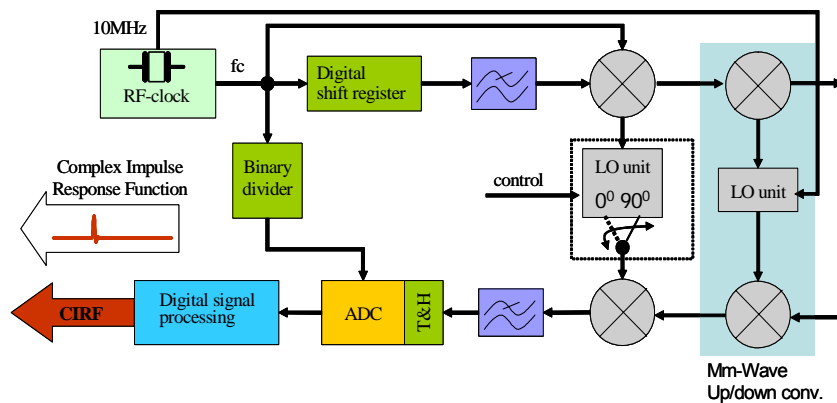 10MHz
fc
RF-clock
Digital
shift register
Complex Impulse
Response Function
Binary
divider
control
LO unit
0⁰ 90⁰
LO unit
CIRF
Digital signal
processing
ADC
T&H
Mm-Wave
Up/down conv.